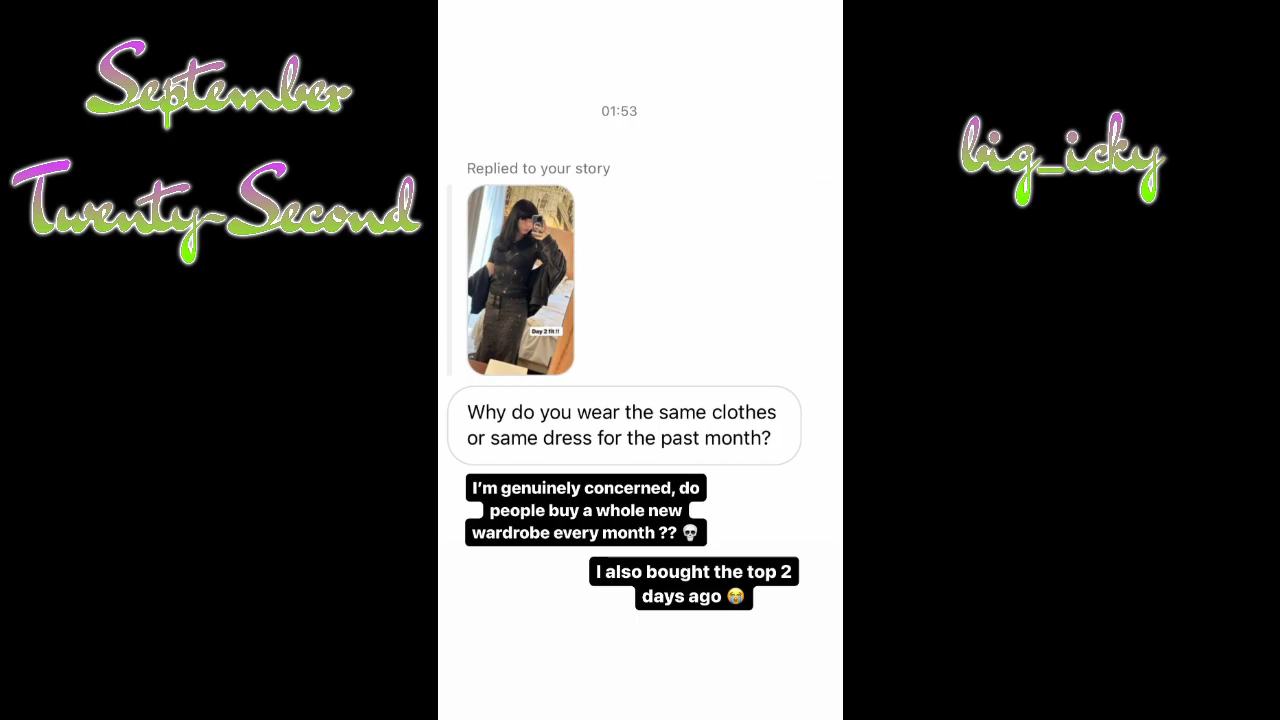 September
Twenty-Second
big_icky
01:53
Replied to your story
Day 2 fit !!
Why do you wear the same clothes
or same dress for the past month?
I'm genuinely concerned, do
people buy a whole new
wardrobe every month ?? 💀
I also bought the top 2
days ago 😭